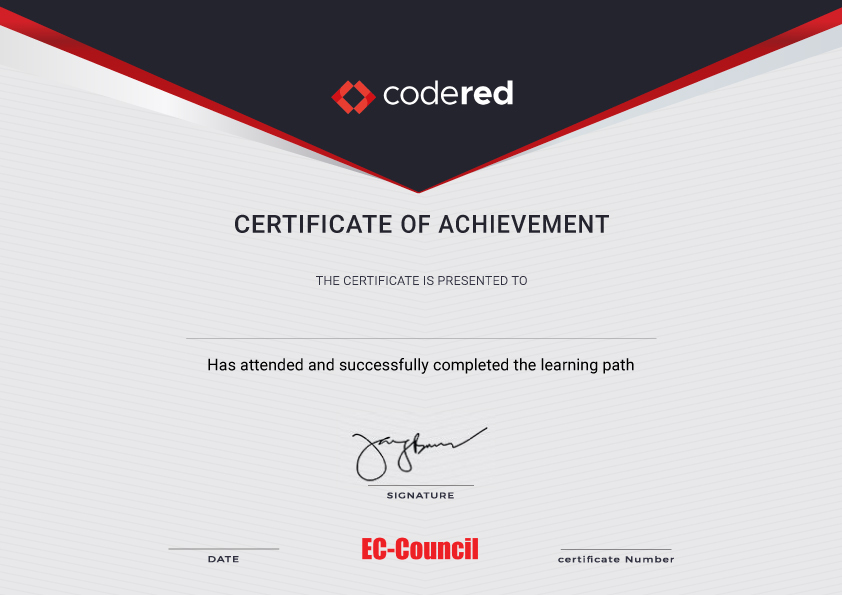 codered
CERTIFICATE OF ACHIEVEMENT
THE CERTIFICATE IS PRESENTED TO
Has attended and successfully completed the learning path
SIGNATURE
DATE
EC-Council
certificate Number